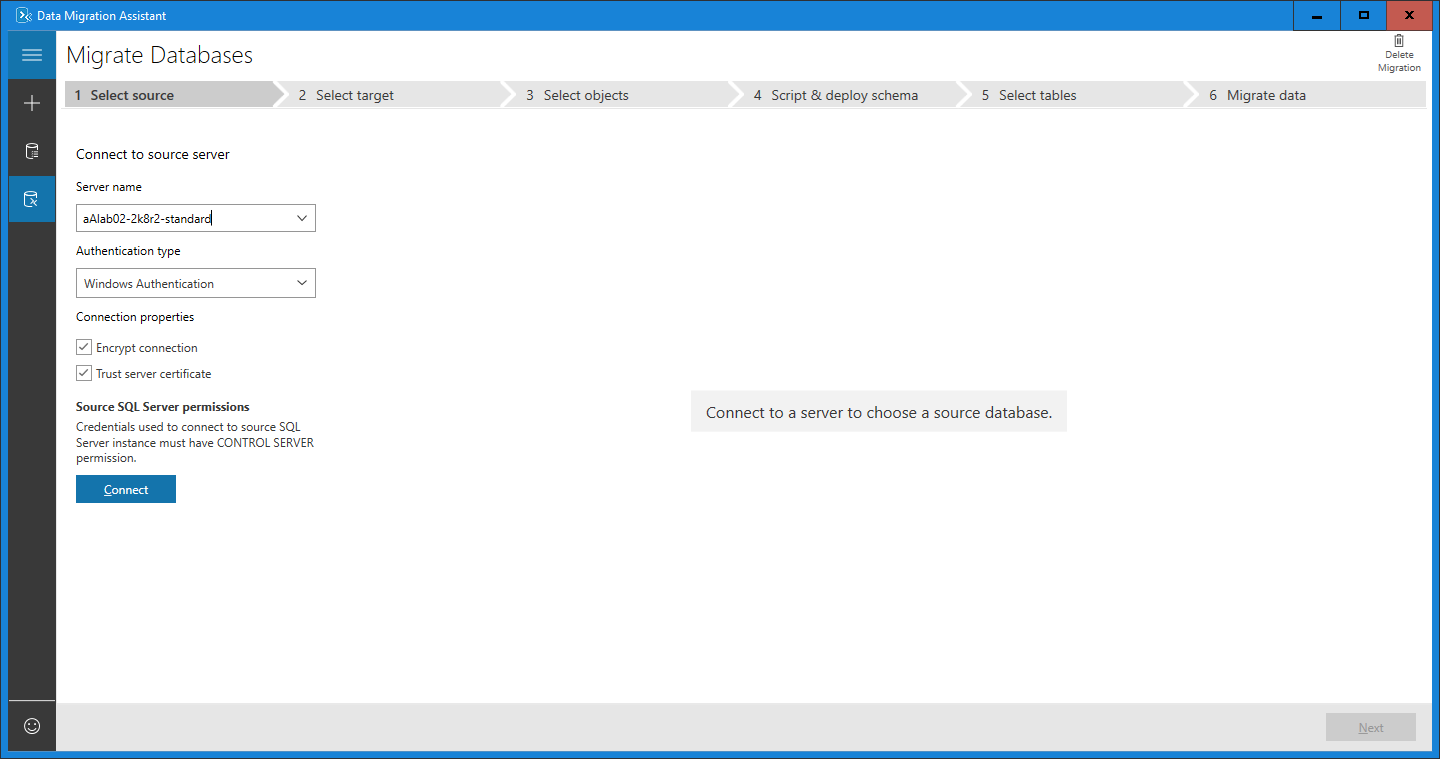 Data Migration Assistant
Migrate Databases
Delete
Migration
1 Select source
2 Select target
3 Select objects
4 Script & deploy schema
5 Select tables
6 Migrate data
Connect to source server
Server name
aAlab02-2k8r2-standard
Authentication type
Windows Authentication
Connection properties
Encrypt connection
Trust server certificate
Source SQL Server permissions
Credentials used to connect to source SQL
Server instance must have CONTROL SERVER
permission.
Connect
Connect to a server to choose a source database.
Next